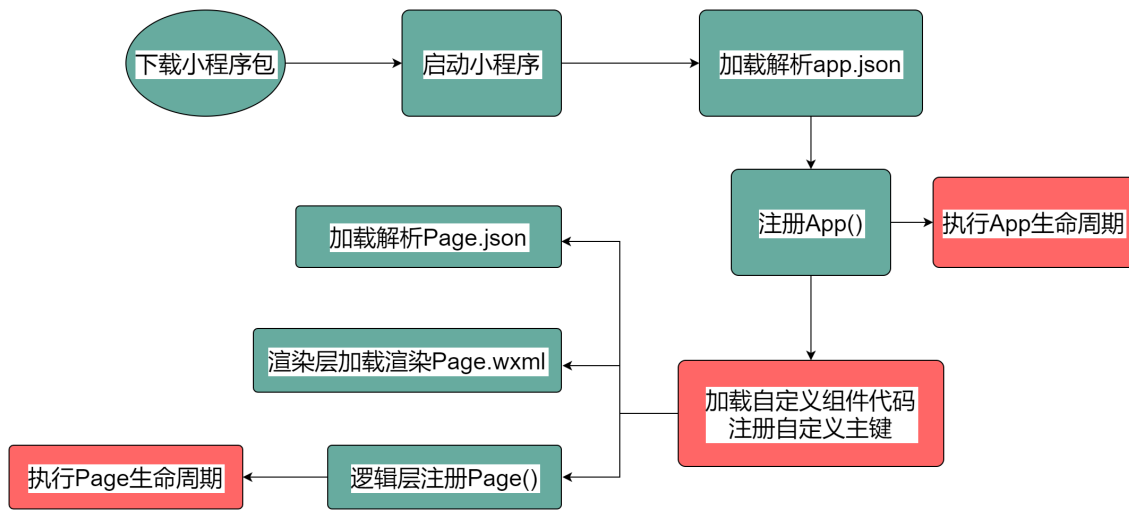 下载小程序包
启动小程序
加载解析app.json
注册App()
执行App生命周期
加载解析Page.json
渲染层加载渲染Page.wxml
加载自定义组件代码
注册自定义主键
执行Page生命周期
逻辑层注册Page()